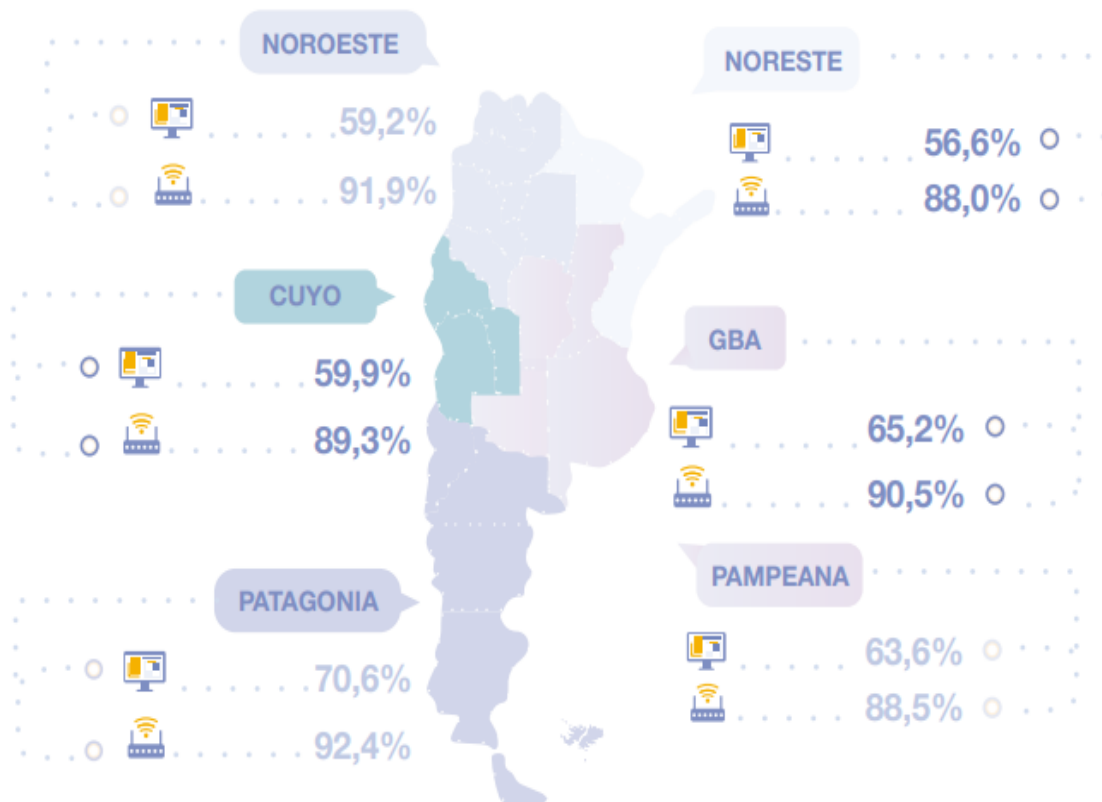 NOROESTE
59,2%
91,9%
NORESTE
56,6%
88,0%
CUYO
59,9%
89,3%
GBA
65,2%
90,5%
PATAGONIA
70,6%
92,4%
PAMPEANA
63,6%
88,5%